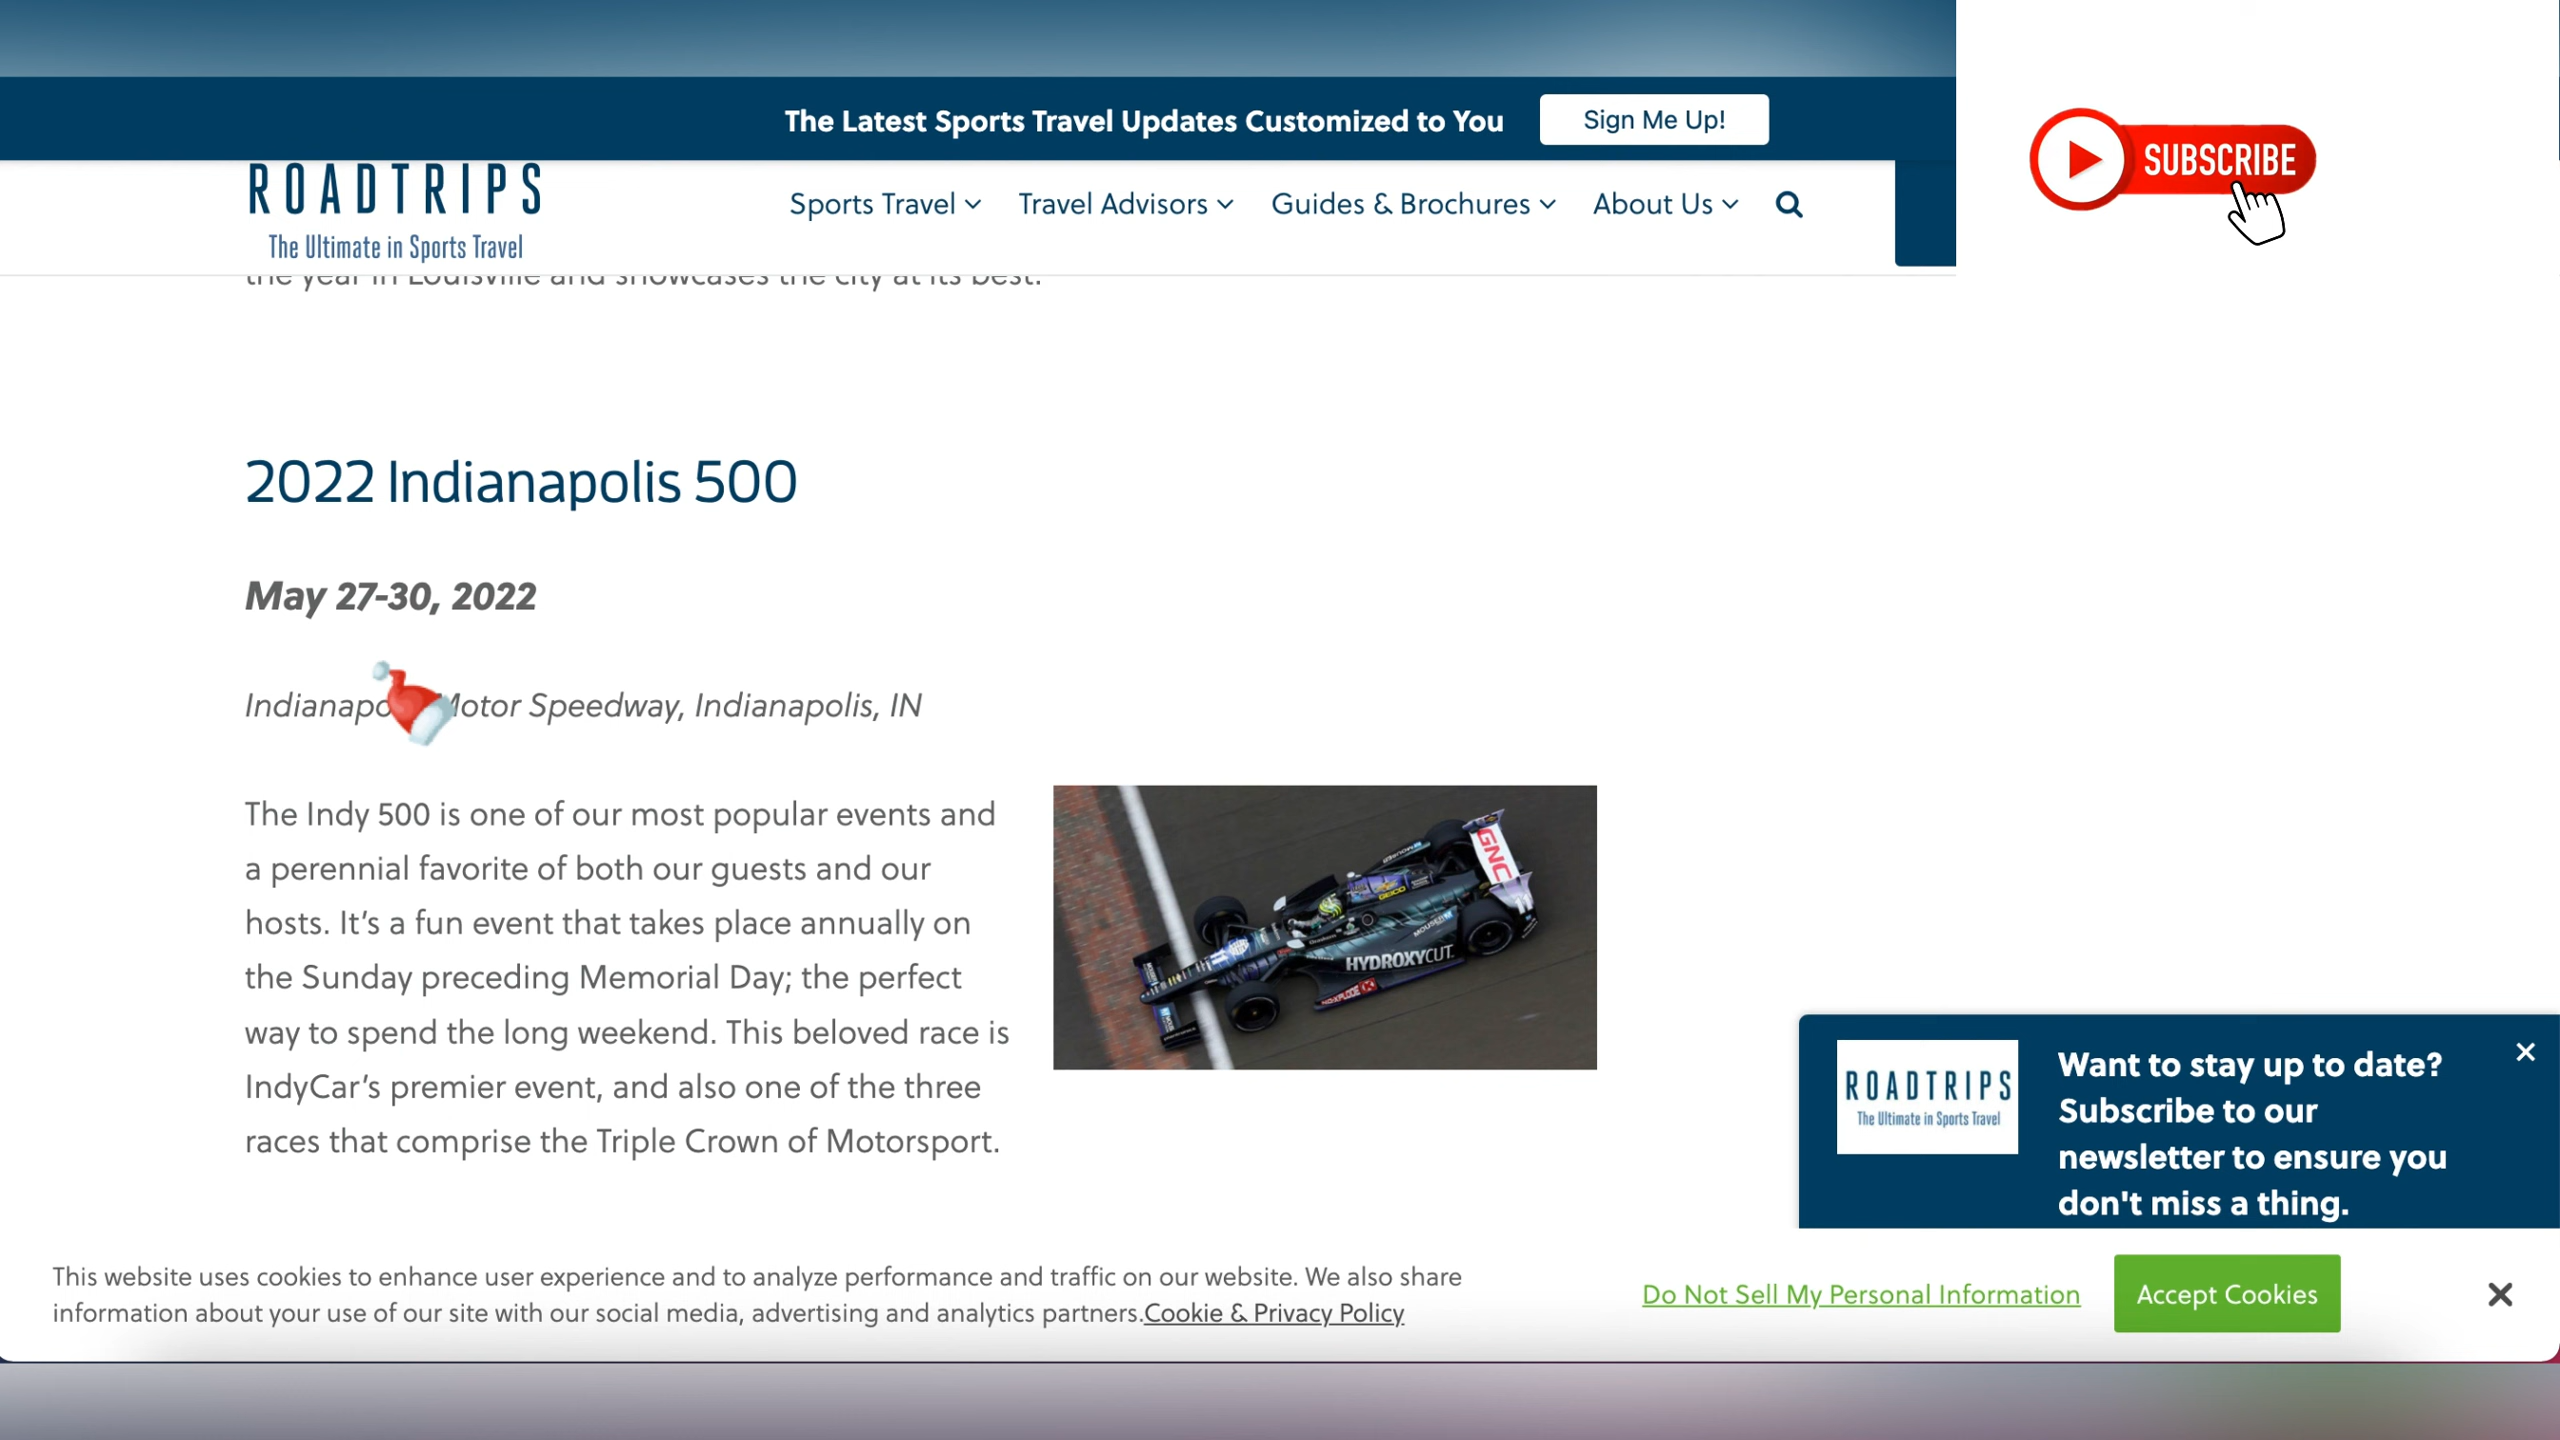 The Latest Sports Travel Updates Customized to You
Sign Me Up!
SUBSCRIBE
ROADTRIPS
The Ultimate in Sports Travel
Sports Travel
Travel Advisors
Guides & Brochures
About Us
the year in Louisville and showcases the city at its best.
2022 Indianapolis 500
May 27-30, 2022
Indianapo Motor Speedway, Indianapolis, IN
The Indy 500 is one of our most popular events and
a perennial favorite of both our guests and our
hosts. It's a fun event that takes place annually on
the Sunday preceding Memorial Day; the perfect
way to spend the long weekend. This beloved race is
IndyCar's premier event, and also one of the three
races that comprise the Triple Crown of Motorsport.
GNC
GEICO
MOUSER
HYDROXYCUT
11
ROADTRIPS
The Ultimate in Sports Travel
Want to stay up to date?
Subscribe to our
newsletter to ensure you
don't miss a thing.
This website uses cookies to enhance user experience and to analyze performance and traffic on our website. We also share
information about your use of our site with our social media, advertising and analytics partners.Cookie & Privacy Policy
Do Not Sell My Personal Information
Accept Cookies